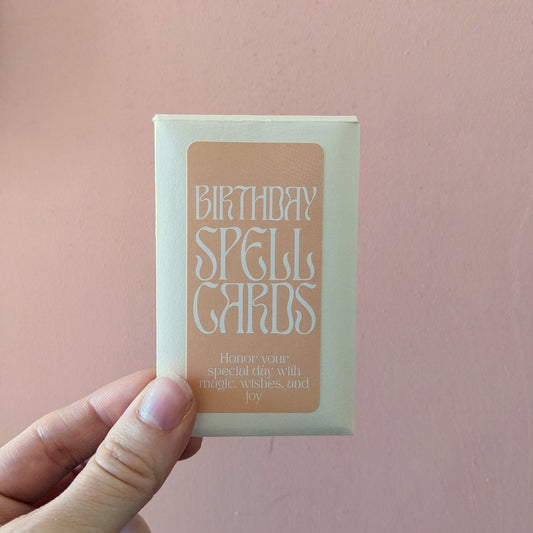 BIRTHDAY
SPELL
CARDS
Honor your
special day with
magic, wishes, and
joy